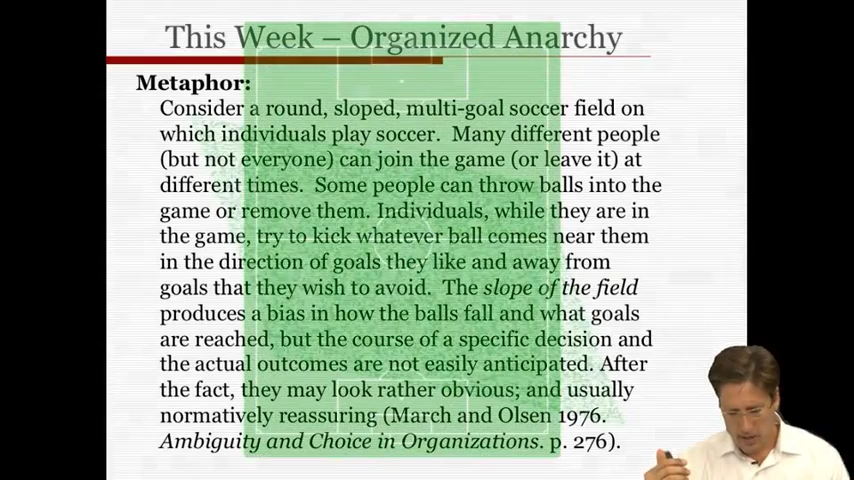 This Week – Organized Anarchy
Metaphor:
Consider a round, sloped, multi-goal soccer field on
which individuals play soccer. Many different people
(but not everyone) can join the game (or leave it) at
different times. Some people can throw balls into the
game or remove them. Individuals, while they are in
the game, try to kick whatever ball comes near them
in the direction of goals they like and away from
goals that they wish to avoid. The slope of the field
produces a bias in how the balls fall and what goals
are reached, but the course of a specific decision and
the actual outcomes are not easily anticipated. After
the fact, they may look rather obvious; and usually
normatively reassuring (March and Olsen 1976.
Ambiguity and Choice in Organizations. p. 276).